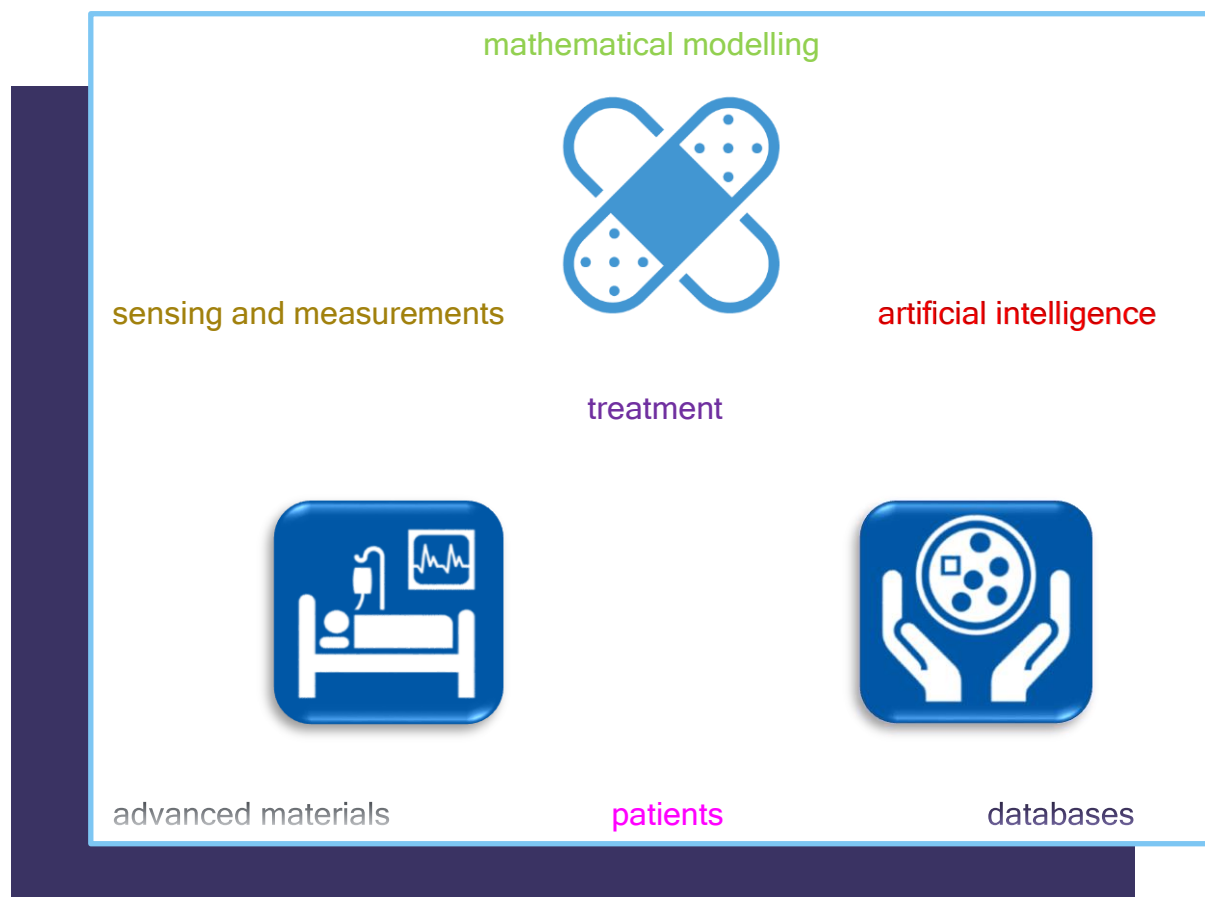 mathematical modelling
sensing and measurements
artificial intelligence
treatment
advanced materials
patients
databases